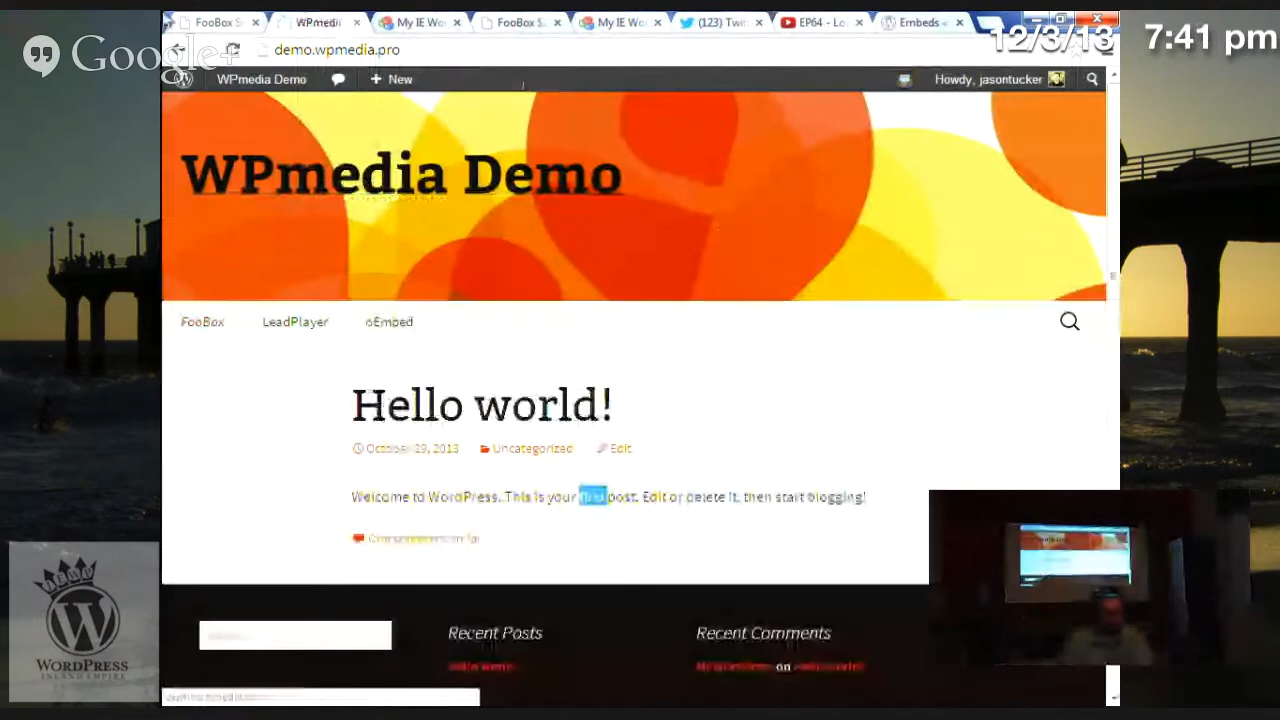 FooBox S
WPmedi
My IE Wo
FooBox S
My IE Wo
(123) Twi
EP64 - Lo
Embeds «
Google+
demo.wpmedia.pro
12/3/13 7:41 pm
WPmedia Demo
+ New
Howdy, jasontucker
WPmedia Demo
FooBox
LeadPlayer
oEmbed
Hello world!
October 29, 2013
Uncategorized
Edit
Welcome to WordPress. This is your first post. Edit or delete it, then start blogging!
Recent Posts
Recent Comments
on
WORDPRESS
INLAND EMPIRE